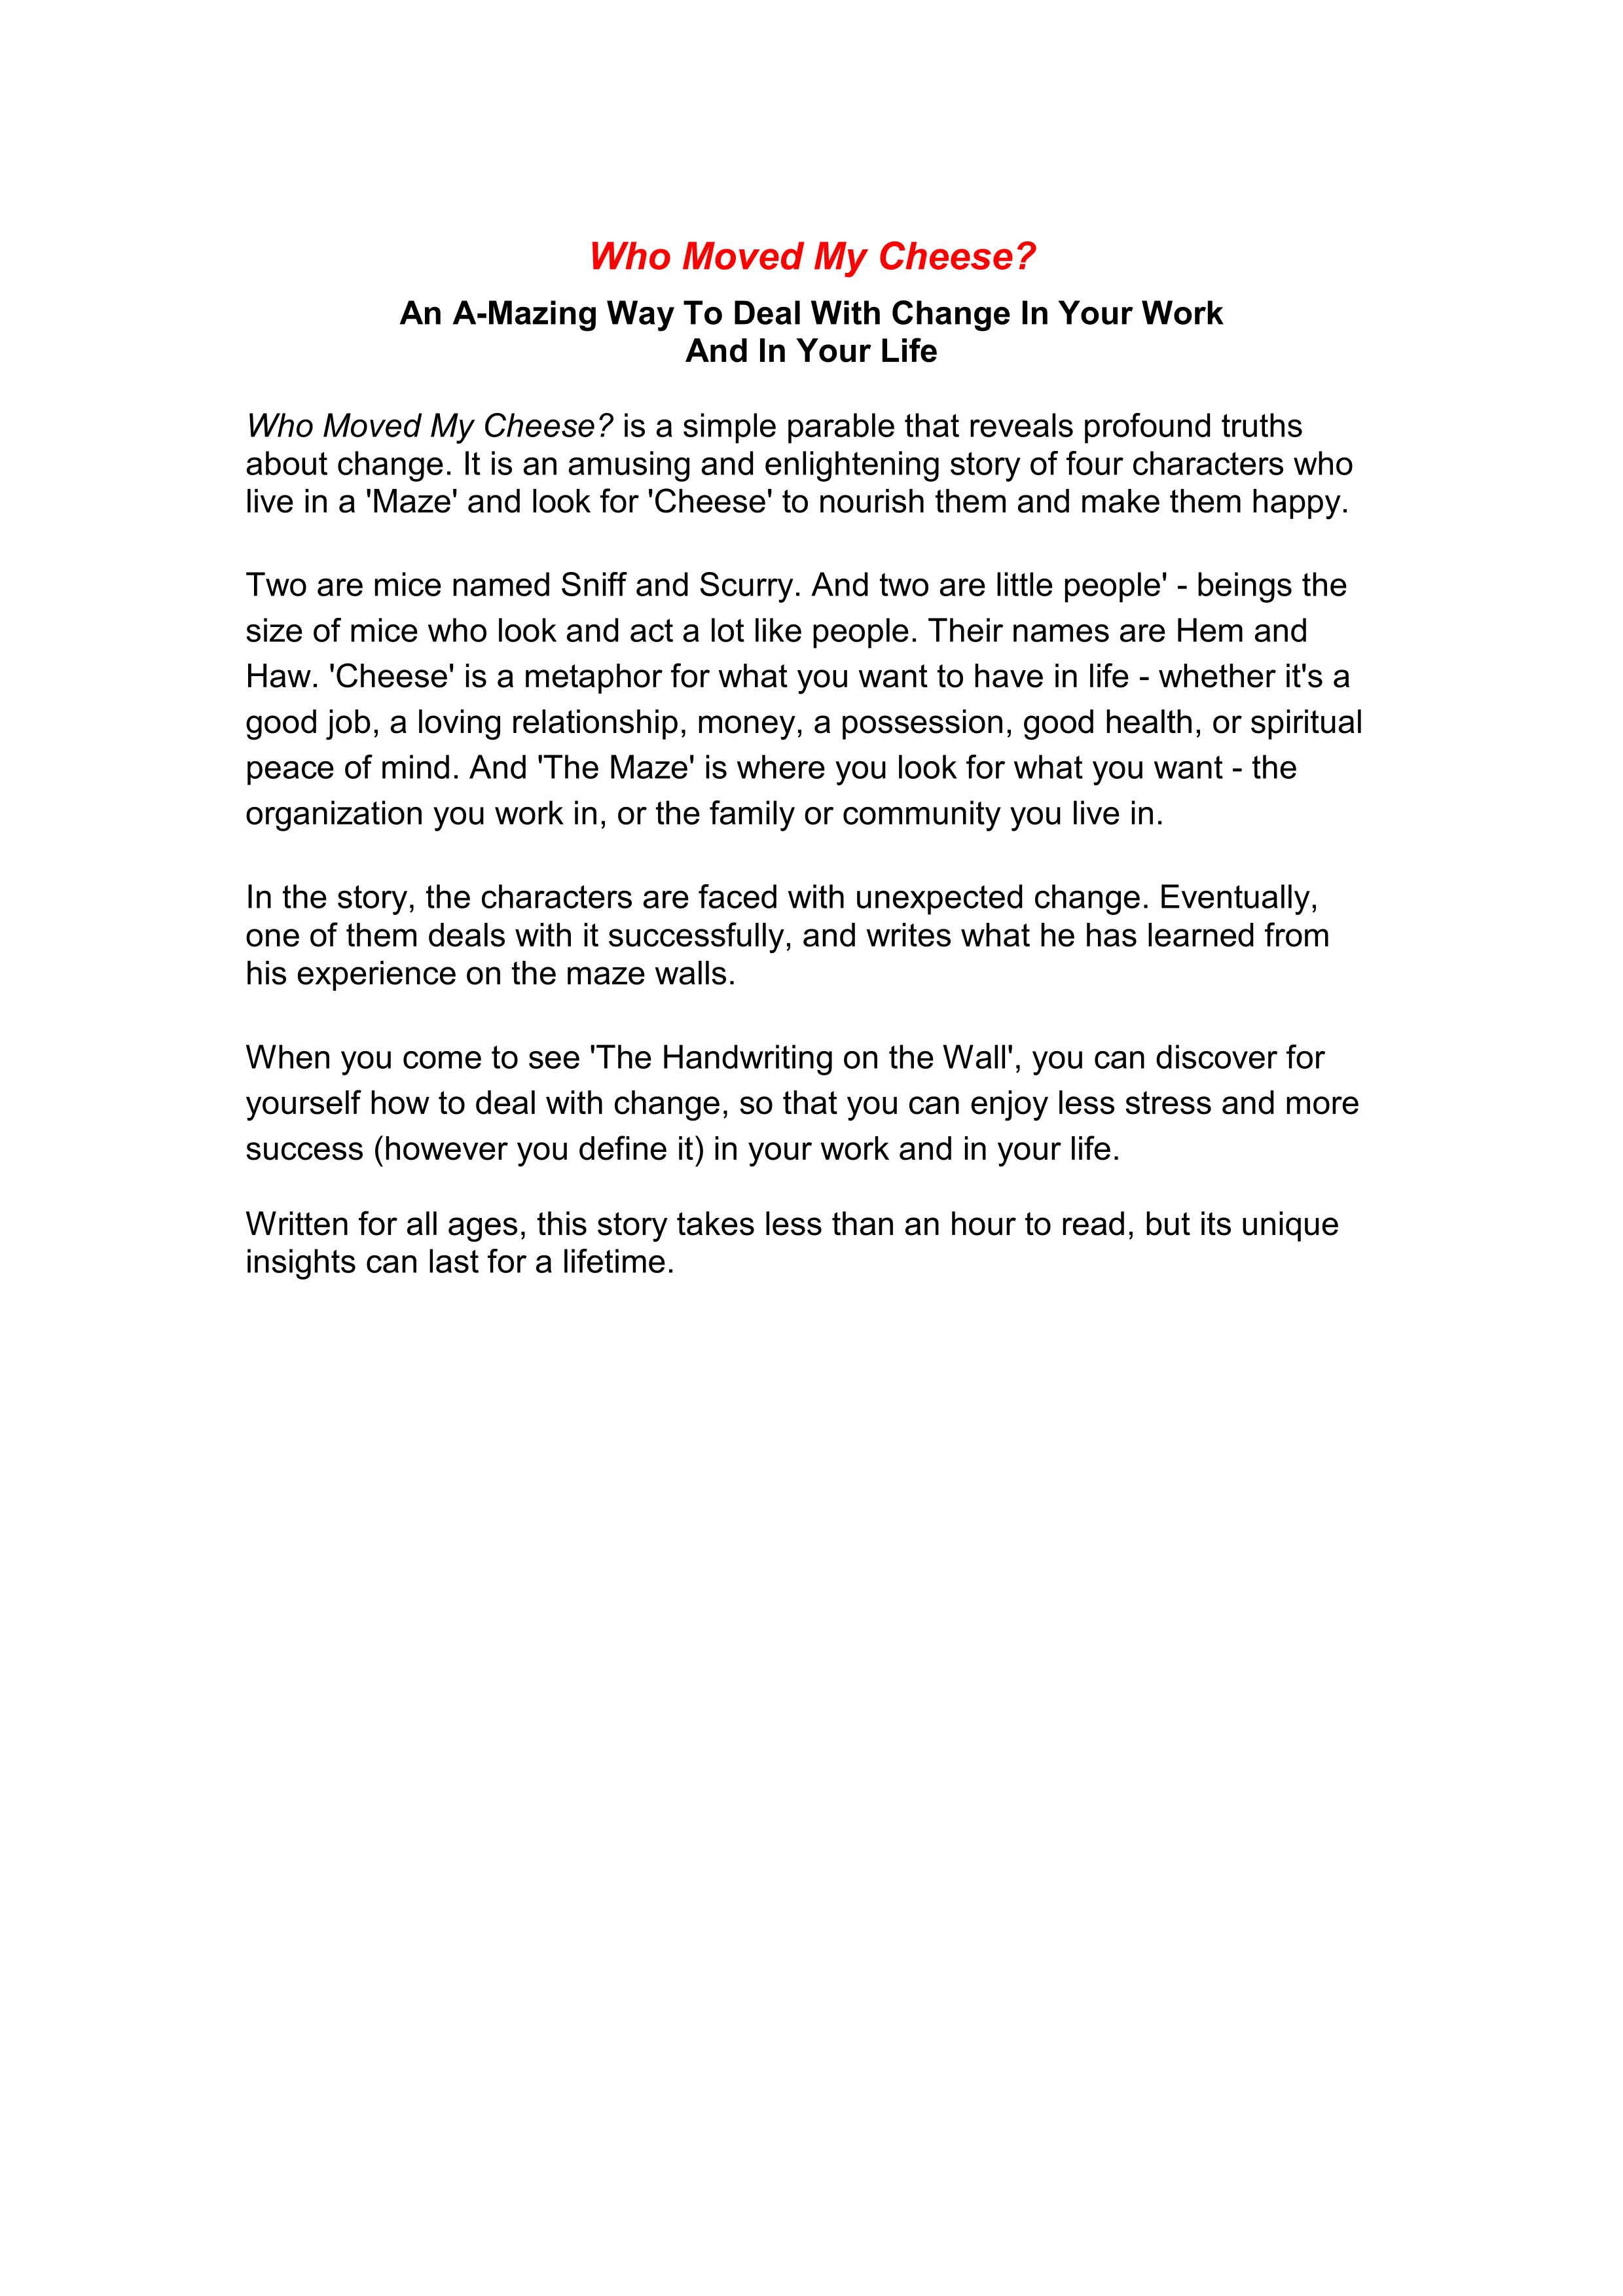 Who Moved My Cheese?
An A-Mazing Way To Deal With Change In Your Work
And In Your Life
Who Moved My Cheese? is a simple parable that reveals profound truths
about change. It is an amusing and enlightening story of four characters who
live in a 'Maze' and look for 'Cheese' to nourish them and make them happy.
Two are mice named Sniff and Scurry. And two are little people' - beings the
size of mice who look and act a lot like people. Their names are Hem and
Haw. 'Cheese' is a metaphor for what you want to have in life - whether it's a
good job, a loving relationship, money, a possession, good health, or spiritual
peace of mind. And 'The Maze' is where you look for what you want - the
organization you work in, or the family or community you live in.
In the story, the characters are faced with unexpected change. Eventually,
one of them deals with it successfully, and writes what he has learned from
his experience on the maze walls.
When you come to see 'The Handwriting on the Wall', you can discover for
yourself how to deal with change, so that you can enjoy less stress and more
success (however you define it) in your work and in your life.
Written for all ages, this story takes less than an hour to read, but its unique
insights can last for a lifetime.